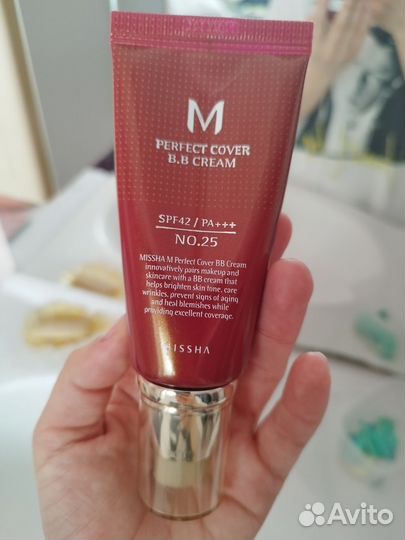 M
PERFECT COVER
B.B CREAM
SPF42 / PA+++
NO.25
MISSHA M Perfect Cover BB Cream
innovatively pairs makeup and
skincare with a BB cream that
helps brighten skin tone, care
wrinkles, prevent signs of aging
and heal blemishes while
providing excellent coverage.
MISSHA
Avito